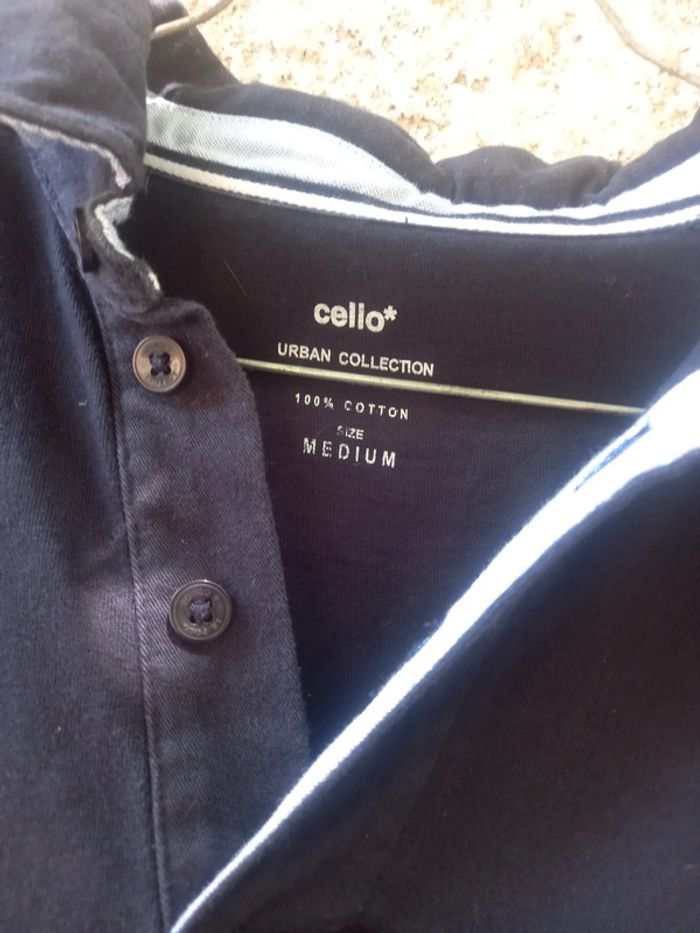 celio*
URBAN COLLECTION
100% COTTON
SIZE
MEDIUM